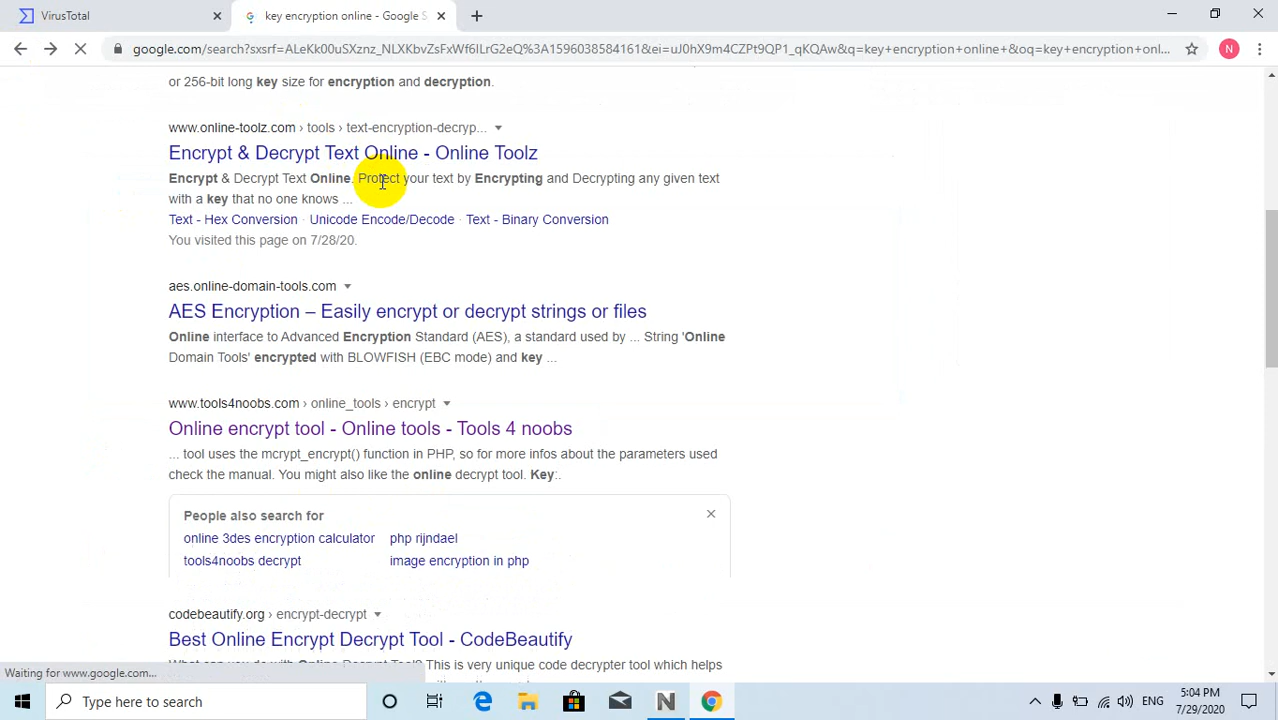 VirusTotal
key encryption online - Google S
google.com/search?sxsrf=ALeKk00uSXznz_NLXKbvZsFxWf6ILrG2eQ%3A1596038584161&ei=uJ0hX9m4CZPt9QP1_qKQAw&q=key+encryption+online+&oq=key+encryption+onl...
N
or 256-bit long key size for encryption and decryption.
www.online-toolz.com › tools › text-encryption-decryp...
Encrypt & Decrypt Text Online - Online Toolz
Encrypt & Decrypt Text Online. Protect your text by Encrypting and Decrypting any given text
with a key that no one knows ...
Text - Hex Conversion · Unicode Encode/Decode · Text - Binary Conversion
You visited this page on 7/28/20.
aes.online-domain-tools.com
AES Encryption – Easily encrypt or decrypt strings or files
Online interface to Advanced Encryption Standard (AES), a standard used by ... String 'Online
Domain Tools' encrypted with BLOWFISH (EBC mode) and key ...
www.tools4noobs.com › online_tools › encrypt
Online encrypt tool - Online tools - Tools 4 noobs
... tool uses the mcrypt_encrypt() function in PHP, so for more infos about the parameters used
check the manual. You might also like the online decrypt tool. Key:.
People also search for
online 3des encryption calculator php rijndael
tools4noobs decrypt image encryption in php
codebeautify.org › encrypt-decrypt
Best Online Encrypt Decrypt Tool - CodeBeautify
What can you do with Online Decrypt Tool? This is very unique code decrypter tool which helps
Waiting for www.google.com...
Type here to search
ENG
5:04 PM
7/29/2020